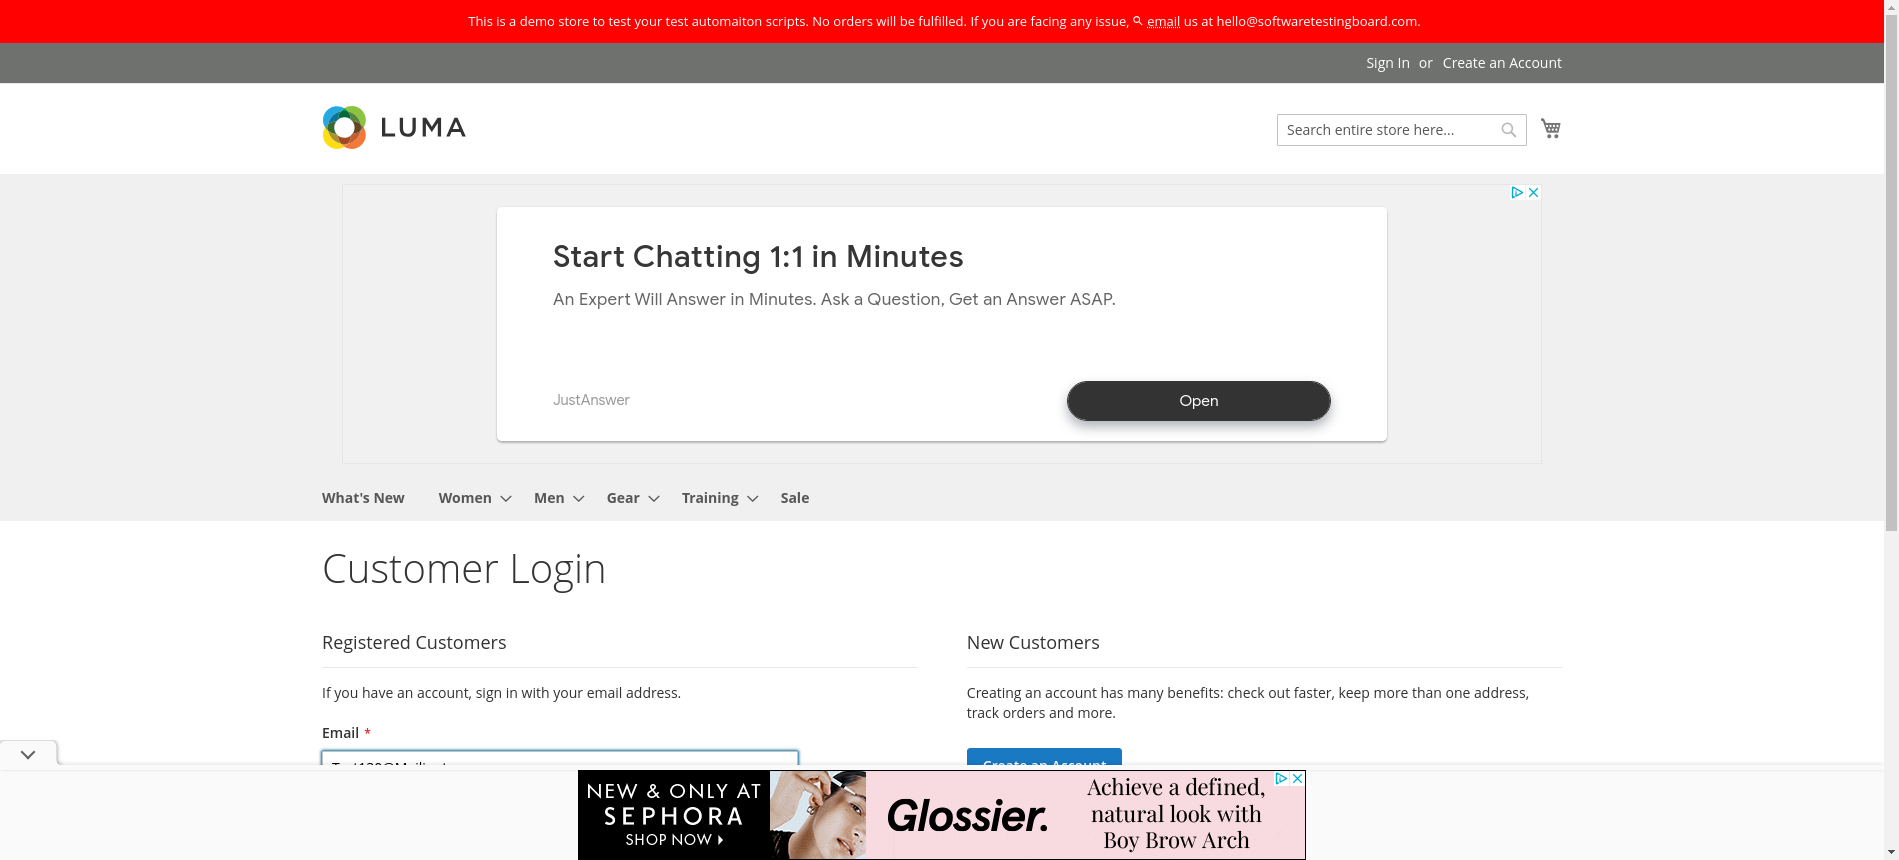 This is a demo store to test your test automaiton scripts. No orders will be fulfilled. If you are facing any issue, email us at hello@softwaretestingboard.com.
Sign In or Create an Account
LUMA
Search entire store here...
Start Chatting 1:1 in Minutes
An Expert Will Answer in Minutes. Ask a Question, Get an Answer ASAP.
JustAnswer
Open
What's New Women Men Gear Training Sale
Customer Login
Registered Customers
If you have an account, sign in with your email address.
Email *
New Customers
Creating an account has many benefits: check out faster, keep more than one address,
track orders and more.
Create an Account
NEW & ONLY AT
SEPHORA
SHOP NOW
Glossier.
Achieve a defined,
natural look with
Boy Brow Arch